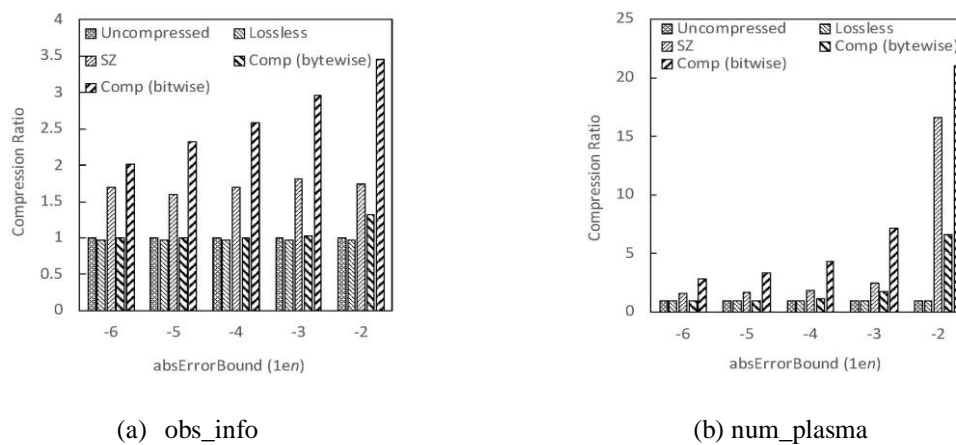 Uncompressed Lossless
SZ Comp (bytewise)
Comp (bitwise)
4
3.5
3
2.5
2
1.5
1
0.5
0
Compression Ratio
-6 -5 -4 -3 -2
absErrorBound (1en)
(a) obs_info
Uncompressed Lossless
SZ Comp (bytewise)
Comp (bitwise)
25
20
15
10
5
0
Compression Ratio
-6 -5 -4 -3 -2
absErrorBound (1en)
(b) num_plasma